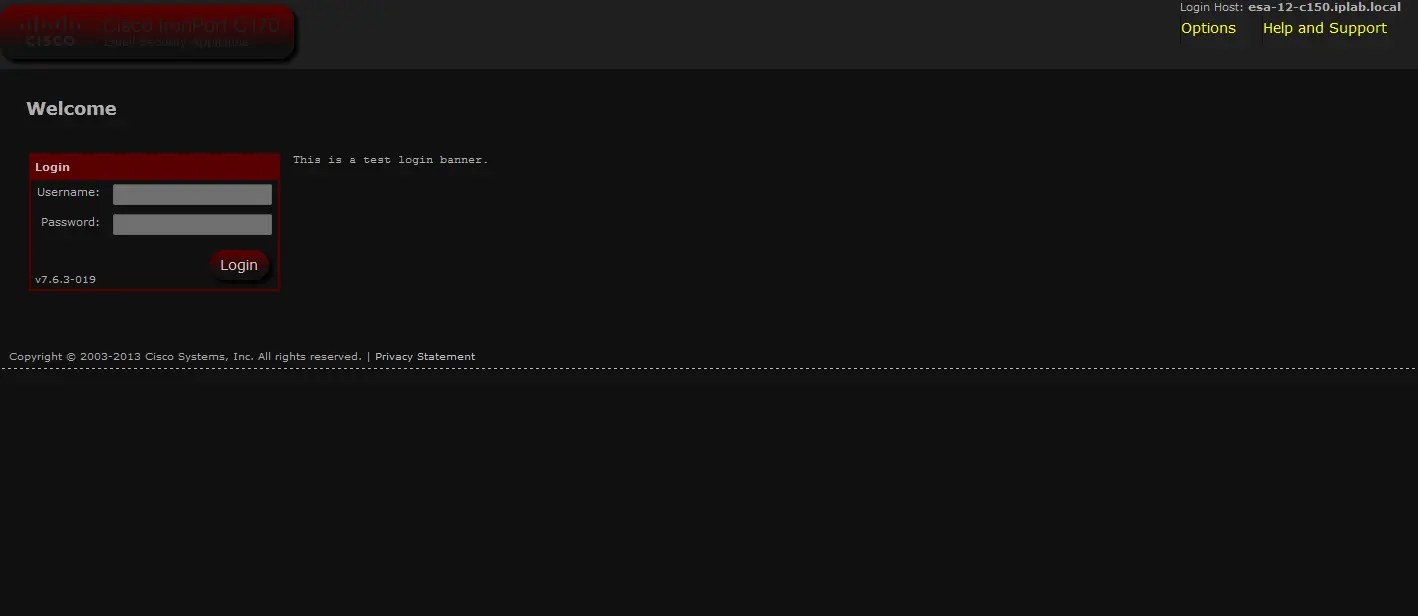 Login Host: esa-12-c150.iplab.local
Cisco IronPort C170
CISCO
Email Security Appliance
Options
Help and Support
Welcome
Login
This is a test login banner.
Username:
Password:
Login
v7.6.3-019
Copyright © 2003-2013 Cisco Systems, Inc. All rights reserved. | Privacy Statement